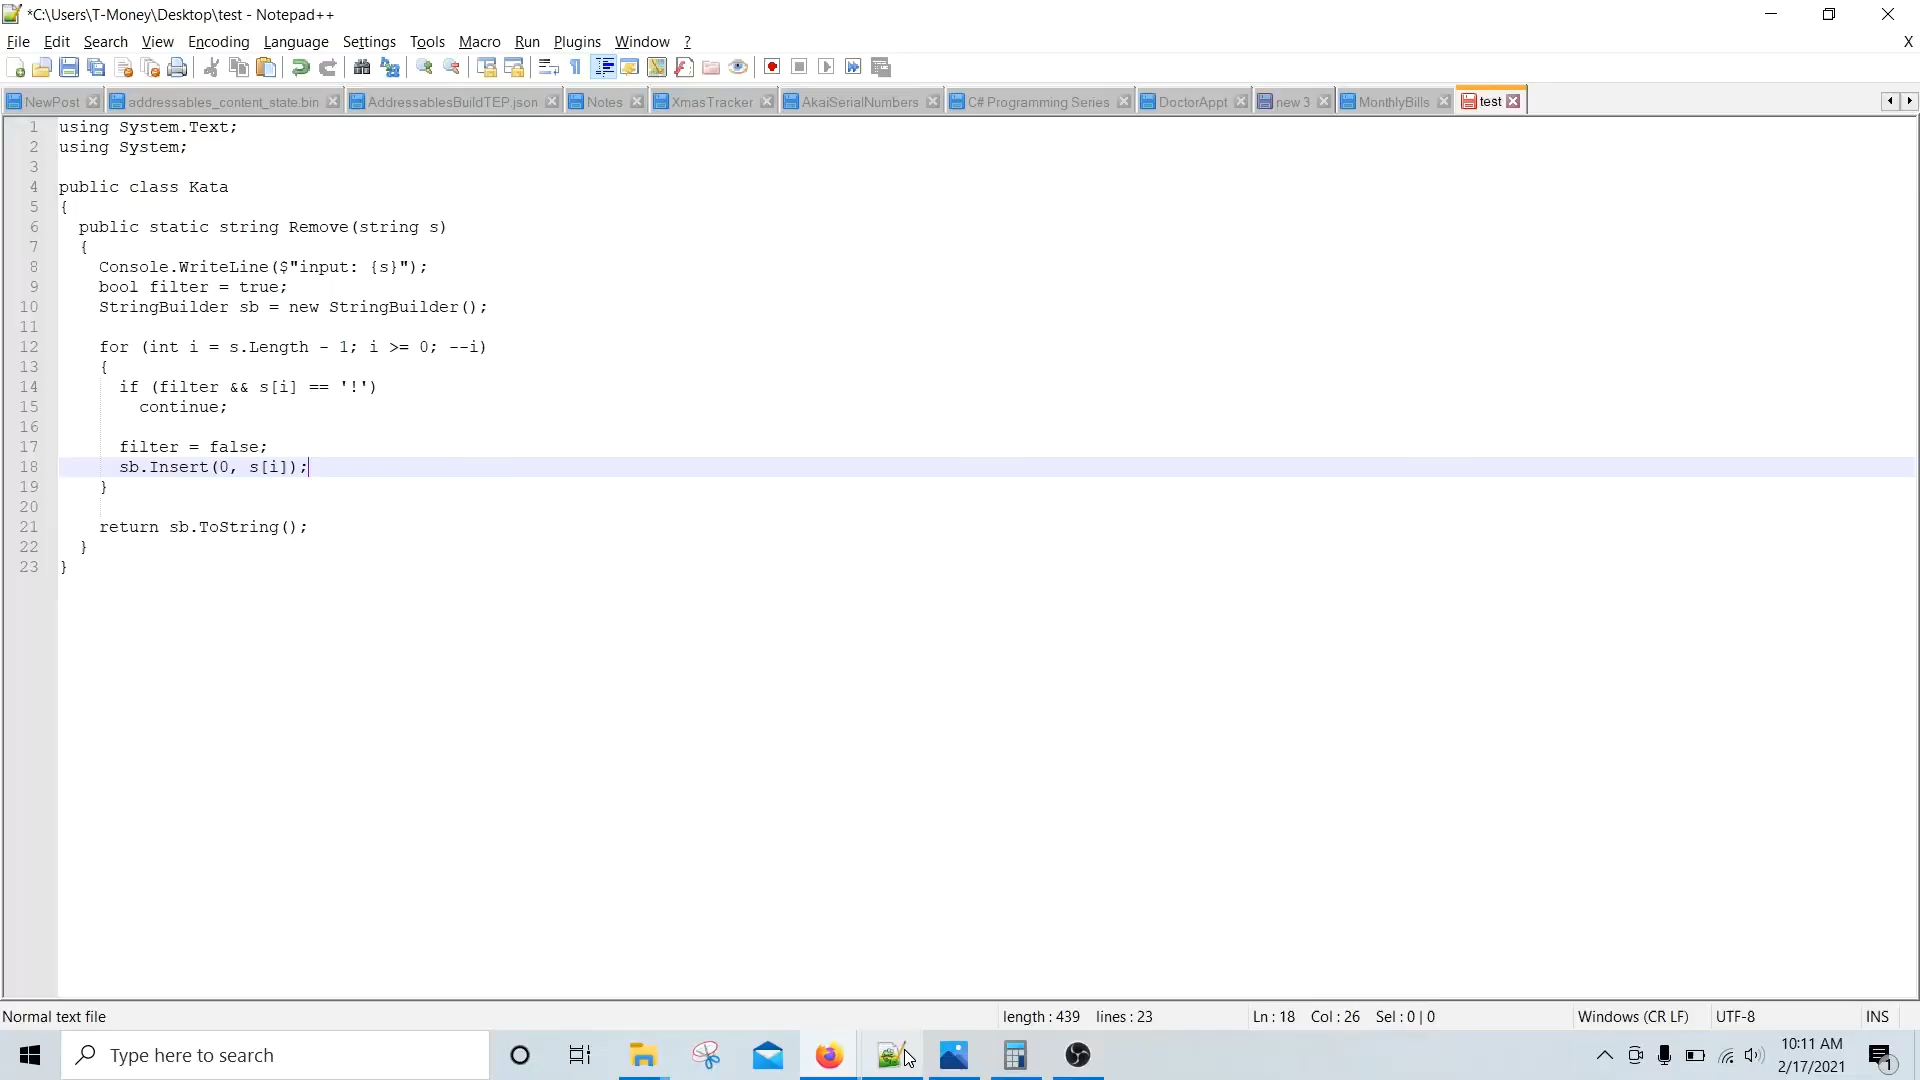 *C:\Users\T-Money\Desktop\test - Notepad++
File Edit Search View Encoding Language Settings Tools Macro Run Plugins Window ? X
NewPost addressables_content_state.bin AddressablesBuildTEP.json Notes XmasTracker AkaiSerialNumbers C# Programming Series DoctorAppt new 3 MonthlyBills test
1 using System.Text;
2 using System;
3
4 public class Kata
5 {
6 public static string Remove(string s)
7 {
8 Console.WriteLine($"input: {s}");
9 bool filter = true;
10 StringBuilder sb = new StringBuilder();
11
12 for (int i = s.Length - 1; i >= 0; --i)
13 {
14 if (filter && s[i] == '!')
15 continue;
16
17 filter = false;
18 sb.Insert(0, s[i]);
19 }
20
21 return sb.ToString();
22 }
23 }
Normal text file length : 439 lines : 23 Ln : 18 Col : 26 Sel : 0 | 0 Windows (CR LF) UTF-8 INS
Type here to search
10:11 AM
2/17/2021
1